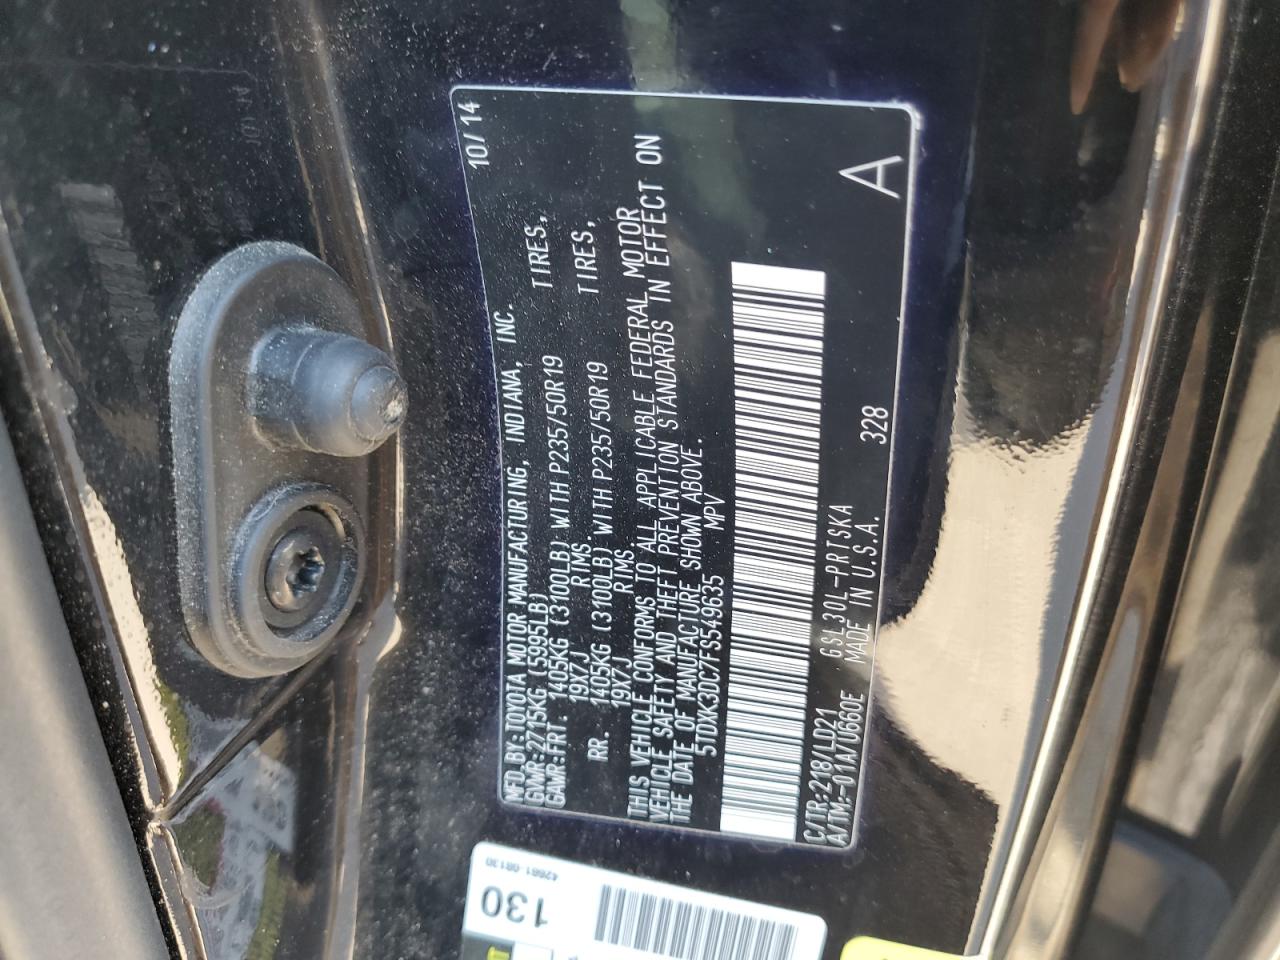 MFD.BY:TOYOTA MOTOR MANUFACTURING, INDIANA, INC. 10/14
GVWR:2715KG (5995LB)
GAWR:FRT. 1405KG (3100LB) WITH P235/50R19 TIRES,
19X7J RIMS
RR. 1405KG (3100LB) WITH P235/50R19 TIRES,
19X7J RIMS
THIS VEHICLE CONFORMS TO ALL APPLICABLE FEDERAL MOTOR
VEHICLE SAFETY AND THEFT PREVENTION STANDARDS IN EFFECT ON
THE DATE OF MANUFACTURE SHOWN ABOVE.
5TDXK3DC7FS549635 MPV
C/TR:218/LD21 GSL30L-PRTSKA 328 A
A/TM:-01A/U660E MADE IN U.S.A.
42661-08130
130